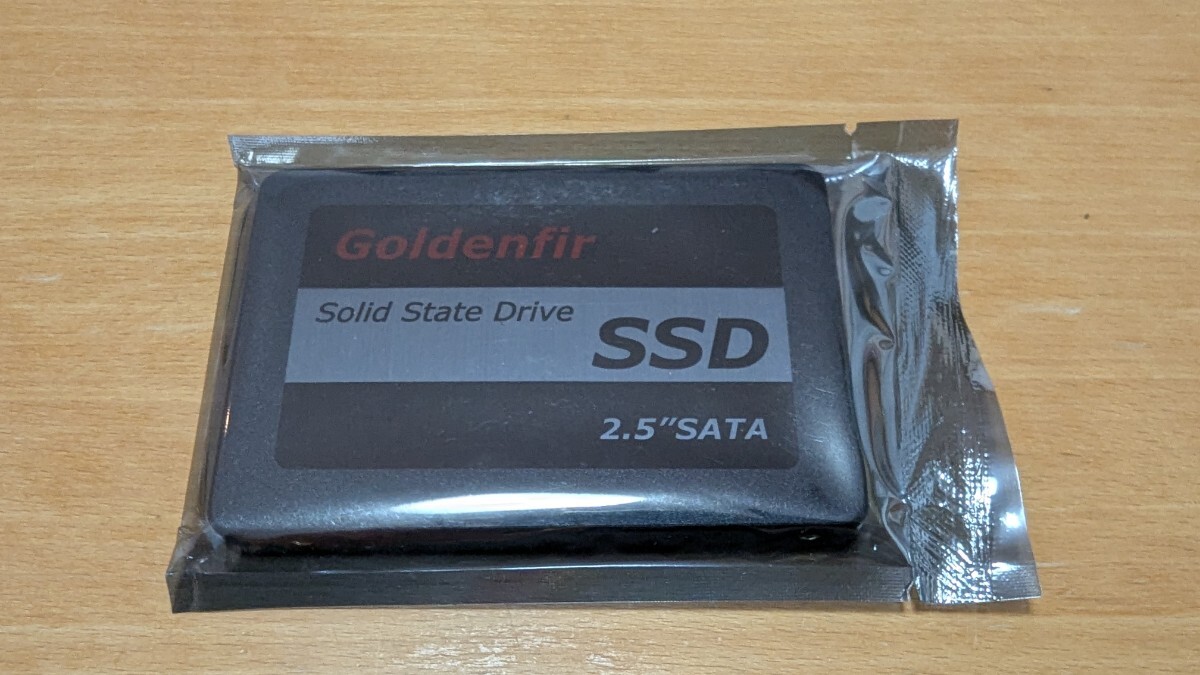 Goldenfir
Solid State Drive
SSD
2.5"SATA